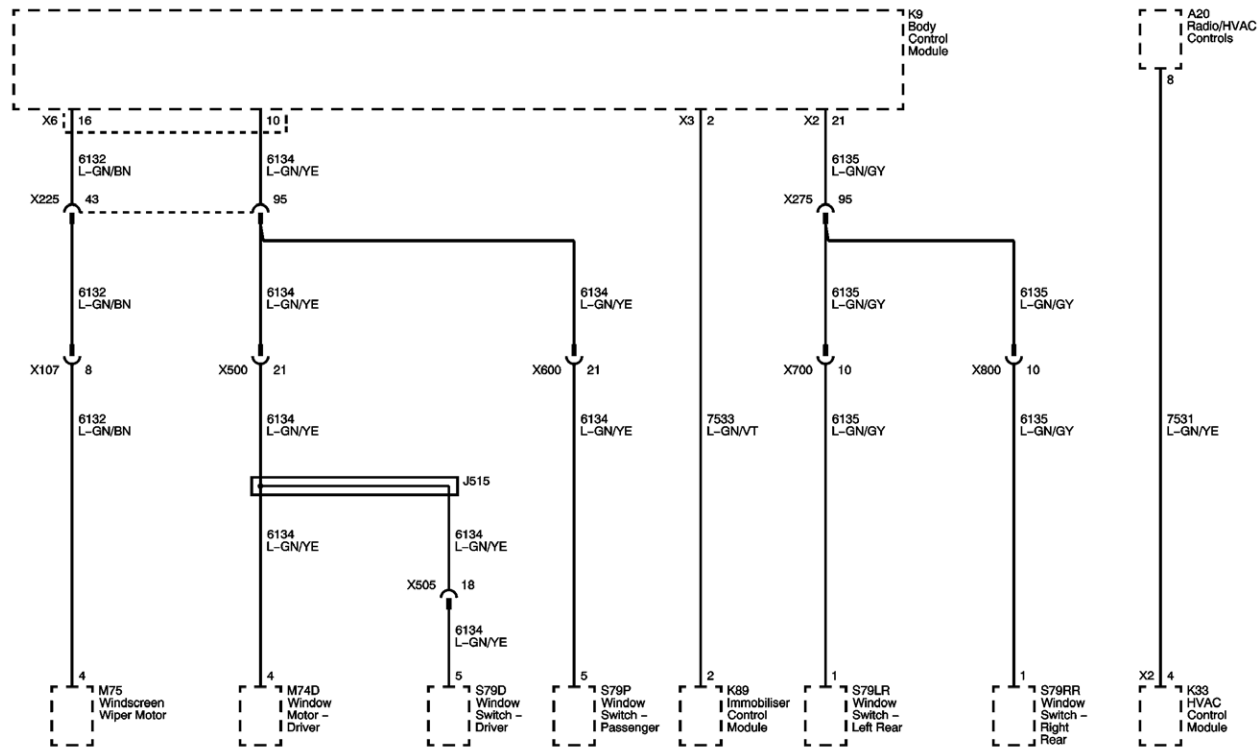 K9
Body
Control
Module
A20
Radio/HVAC
Controls
8
X6 16 10 X3 2 X2 21
6132
L-GN/BN
6134
L-GN/YE
6135
L-GN/GY
X225 43 95 X275 95
6132
L-GN/BN
6134
L-GN/YE
6134
L-GN/YE
6135
L-GN/GY
6135
L-GN/GY
X107 8 X500 21 X600 21 X700 10 X800 10
6132
L-GN/BN
6134
L-GN/YE
6134
L-GN/YE
7533
L-GN/VT
6135
L-GN/GY
6135
L-GN/GY
7531
L-GN/YE
J515
6134
L-GN/YE
6134
L-GN/YE
X505 18
6134
L-GN/YE
4 4 5 5 2 1 1 X2 4
M75
Windscreen
Wiper Motor
M74D
Window
Motor –
Driver
S79D
Window
Switch –
Driver
S79P
Window
Switch –
Passenger
K89
Immobiliser
Control
Module
S79LR
Window
Switch –
Left Rear
S79RR
Window
Switch –
Right
Rear
K33
HVAC
Control
Module